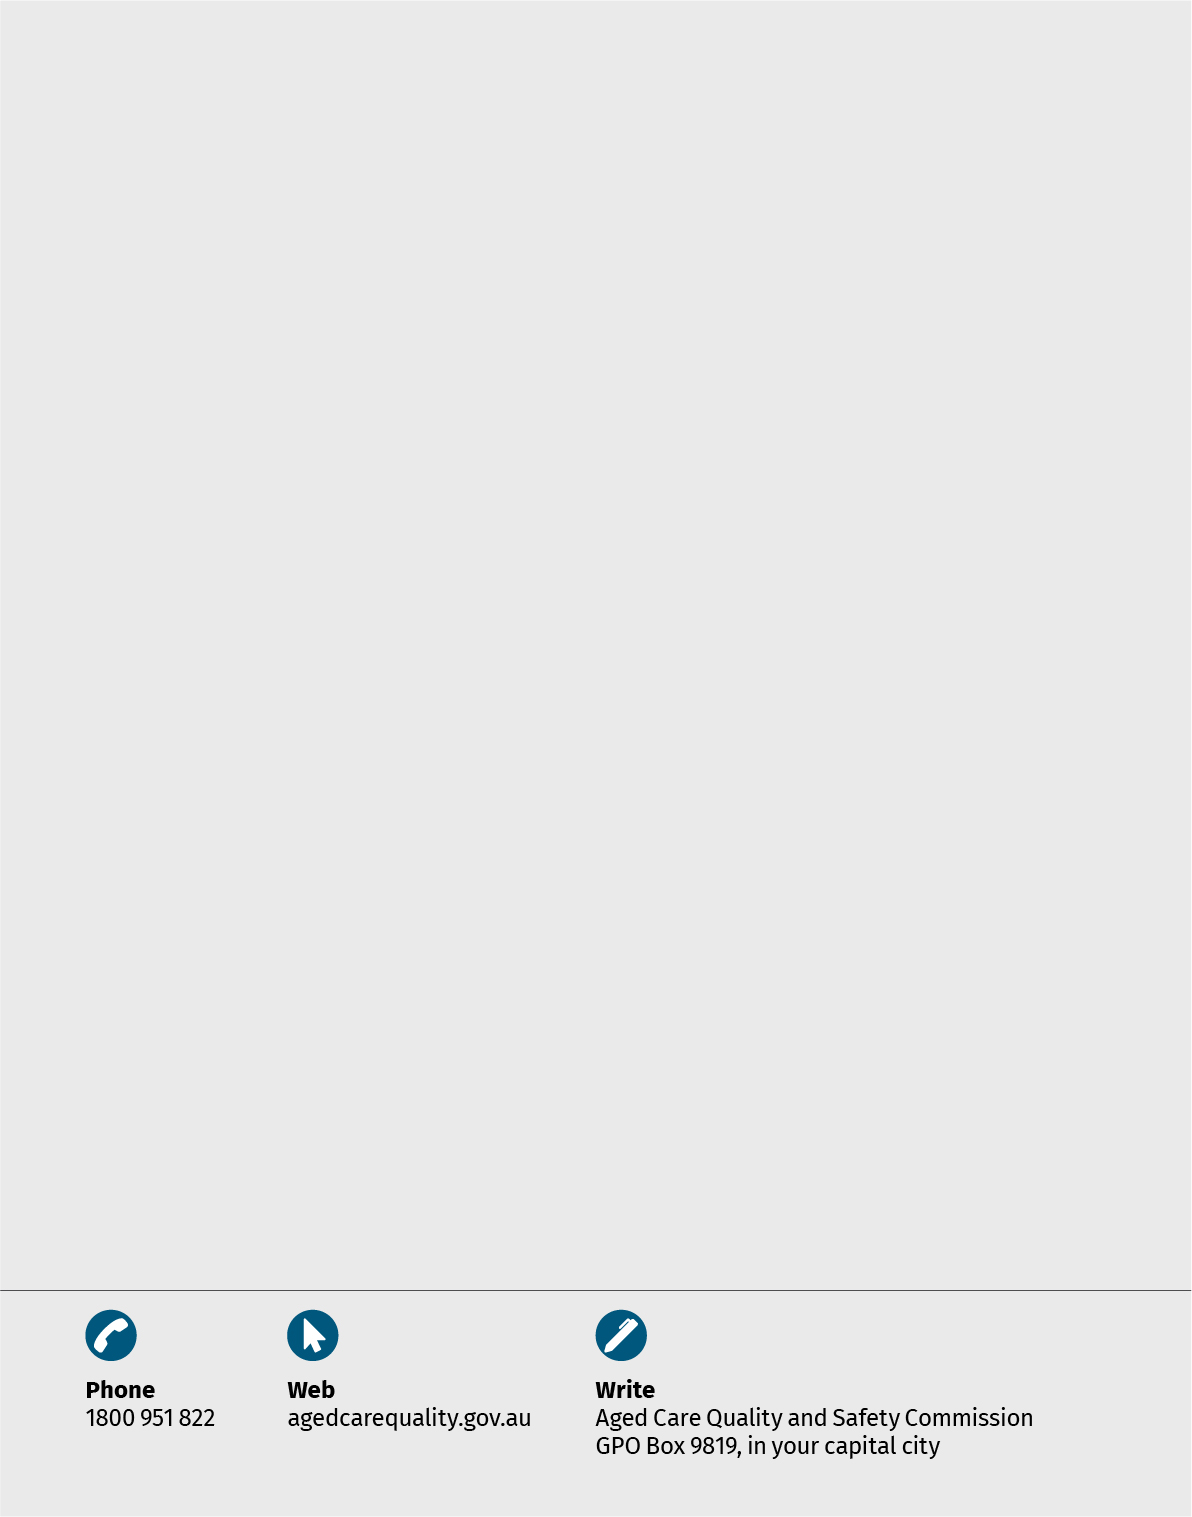 Phone
1800 951 822
Web
agedcarequality.gov.au
Write
Aged Care Quality and Safety Commission
GPO Box 9819, in your capital city